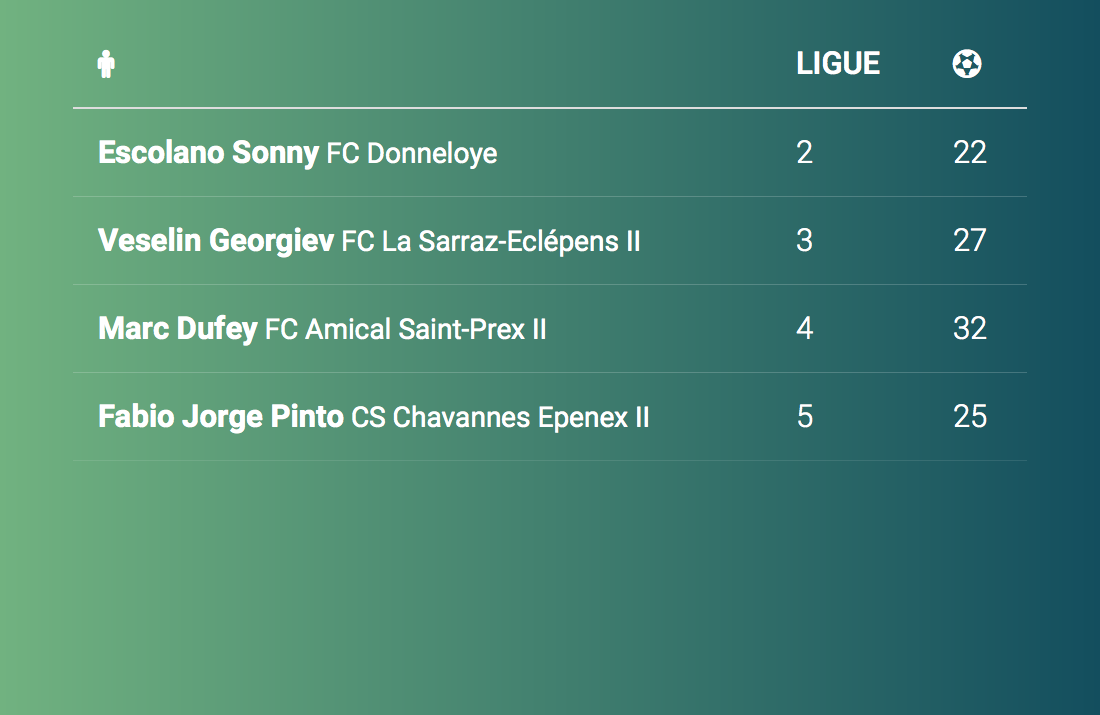 LIGUE
Escolano Sonny FC Donneloye 2 22
Veselin Georgiev FC La Sarraz-Eclépens II 3 27
Marc Dufey FC Amical Saint-Prex II 4 32
Fabio Jorge Pinto CS Chavannes Epenex II 5 25